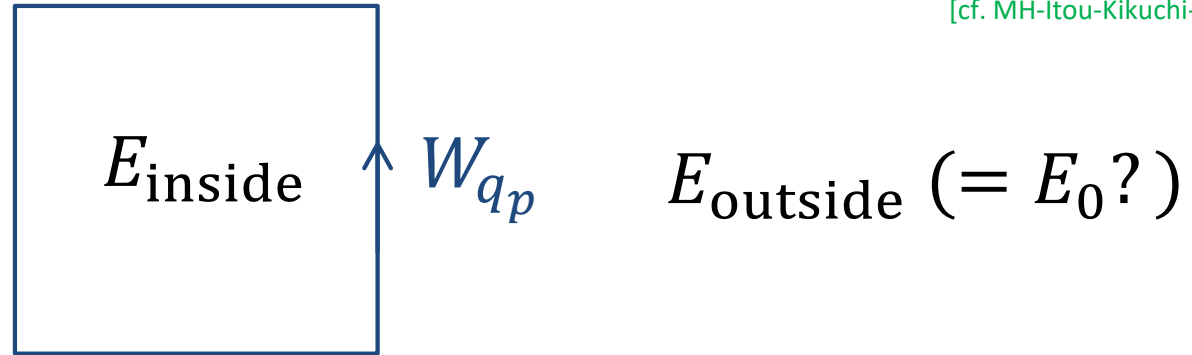 [cf. MH-Itou-Kikuchi-
E_inside W_{q_p} E_outside (= E_0? )